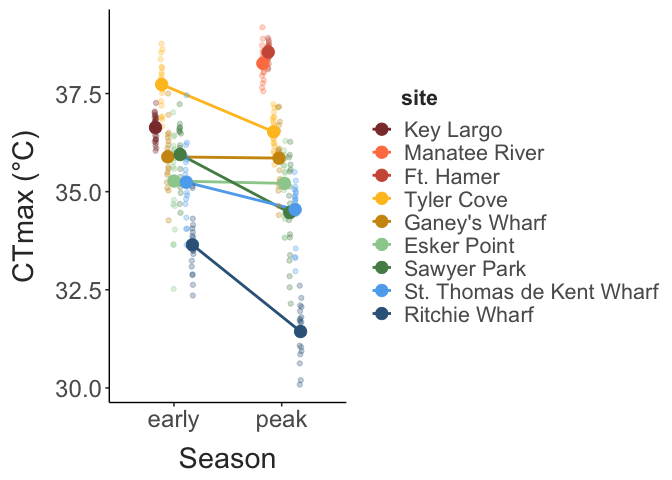 CTmax (°C)
37.5
35.0
32.5
30.0
early peak
Season
site
Key Largo
Manatee River
Ft. Hamer
Tyler Cove
Ganey's Wharf
Esker Point
Sawyer Park
St. Thomas de Kent Wharf
Ritchie Wharf